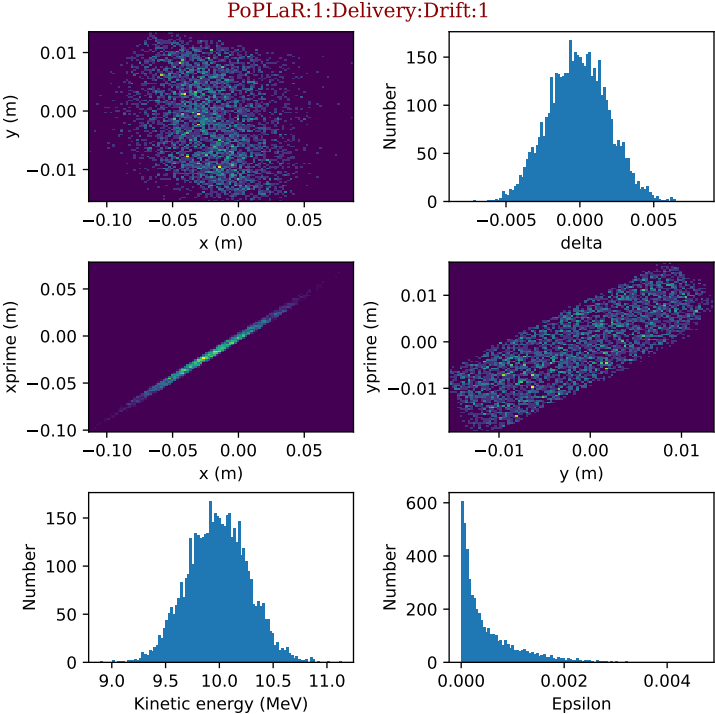 PoPLaR:1:Delivery:Drift:1
0.01
0.00
−0.01
y (m)
−0.10 −0.05 0.00 0.05
x (m)
150
100
50
0
Number
−0.005 0.000 0.005
delta
0.05
0.00
−0.05
−0.10
xprime (m)
−0.10 −0.05 0.00 0.05
x (m)
0.01
0.00
−0.01
yprime (m)
−0.01 0.00 0.01
y (m)
150
100
50
0
Number
9.0 9.5 10.0 10.5 11.0
Kinetic energy (MeV)
600
400
200
0
Number
0.000 0.002 0.004
Epsilon